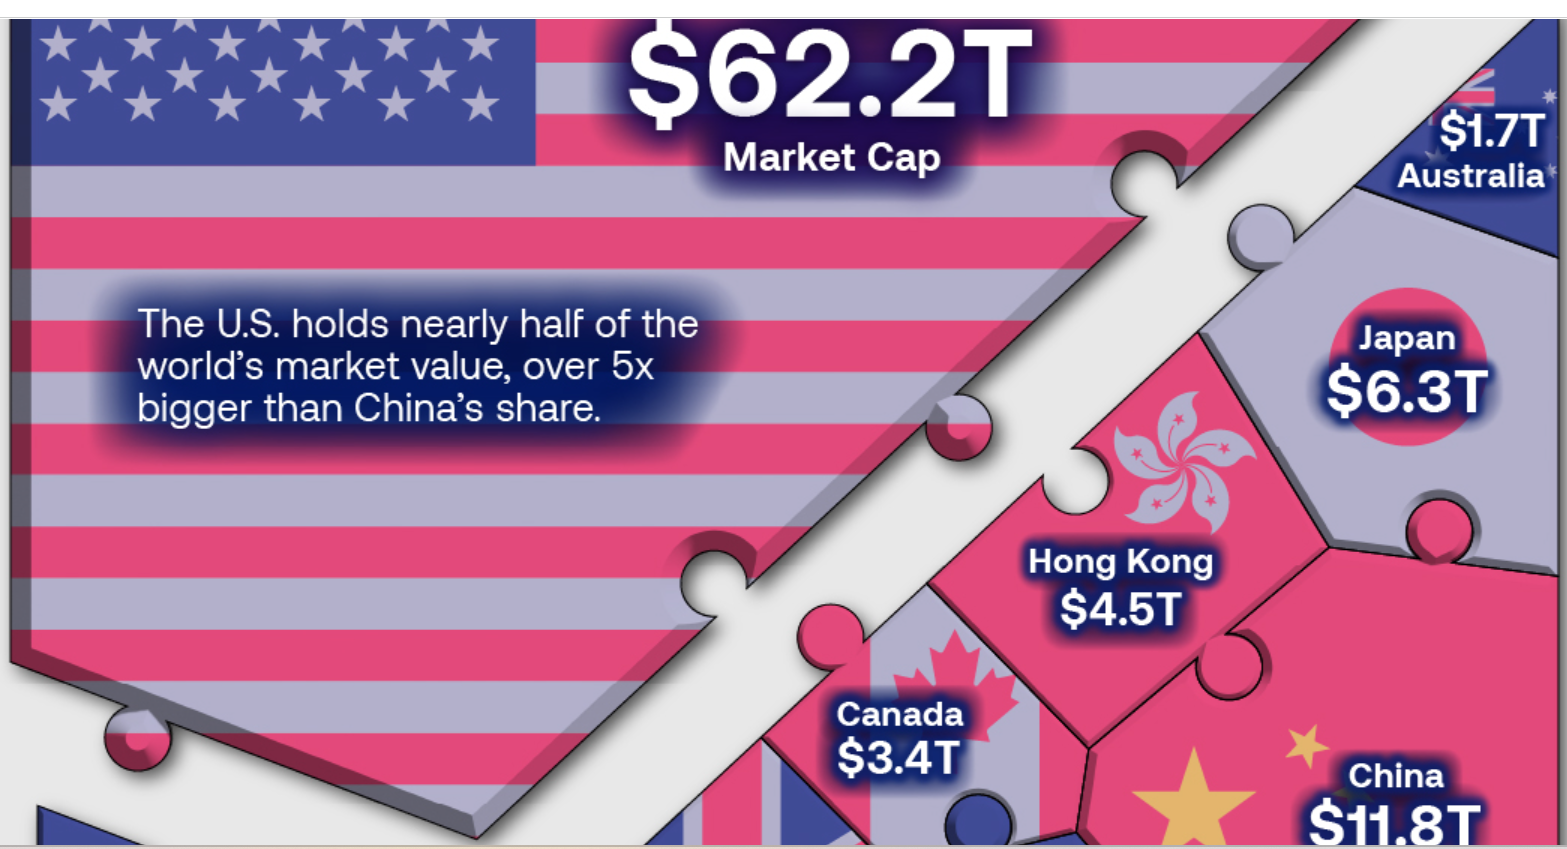 $62.2T
Market Cap
$1.7T
Australia
The U.S. holds nearly half of the
world's market value, over 5x
bigger than China's share.
Japan
$6.3T
Hong Kong
$4.5T
Canada
$3.4T
China
$11.8T